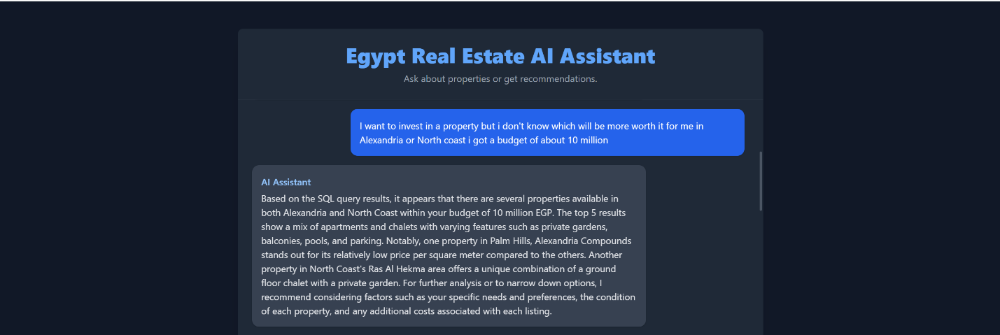 Egypt Real Estate AI Assistant
Ask about properties or get recommendations.
I want to invest in a property but i don't know which will be more worth it for me in
Alexandria or North coast i got a budget of about 10 million
AI Assistant
Based on the SQL query results, it appears that there are several properties available in
both Alexandria and North Coast within your budget of 10 million EGP. The top 5 results
show a mix of apartments and chalets with varying features such as private gardens,
balconies, pools, and parking. Notably, one property in Palm Hills, Alexandria Compounds
stands out for its relatively low price per square meter compared to the others. Another
property in North Coast's Ras Al Hekma area offers a unique combination of a ground
floor chalet with a private garden. For further analysis or to narrow down options, I
recommend considering factors such as your specific needs and preferences, the condition
of each property, and any additional costs associated with each listing.